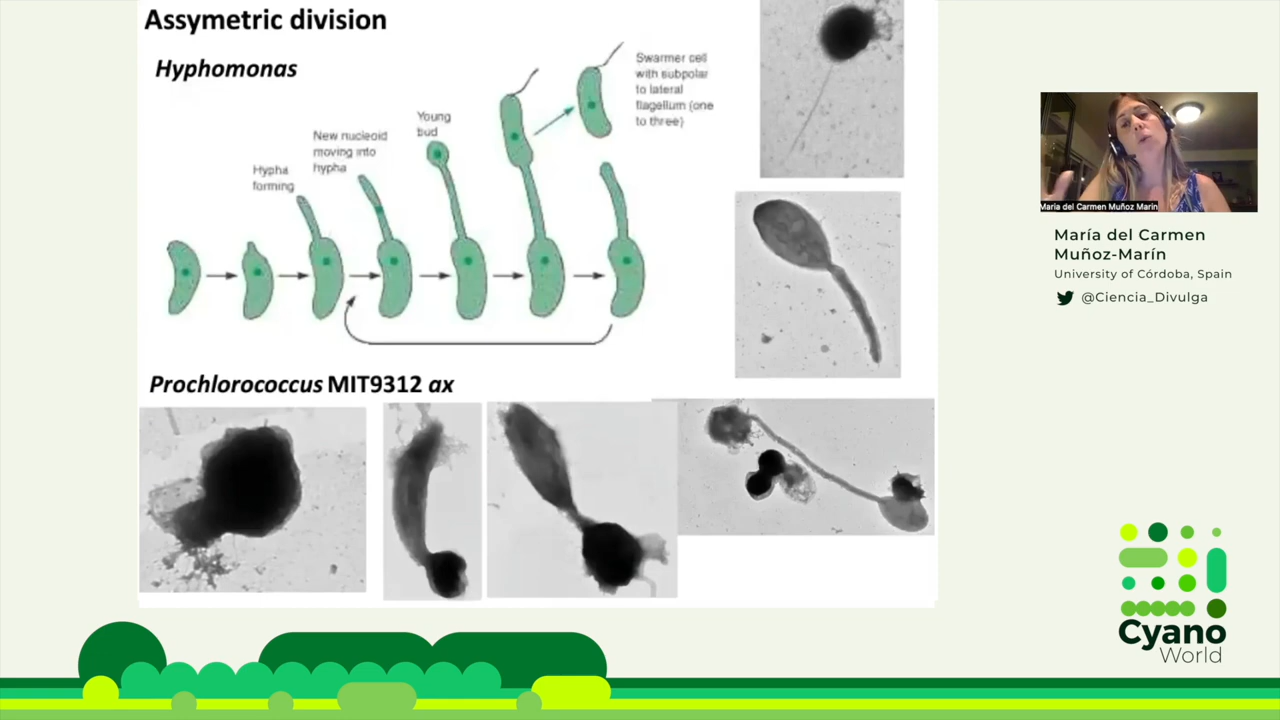 Assymetric division
Hyphomonas
Hypha
forming
New nucleoid
moving into
hypha
Young
bud
Swarmer cell
with subpolar
to lateral
flagellum (one
to three)
Prochlorococcus MIT9312 ax
Maria del Carmen Muñoz Marin
María del Carmen
Muñoz-Marín
University of Córdoba, Spain
@Ciencia_Divulga
Cyano
World